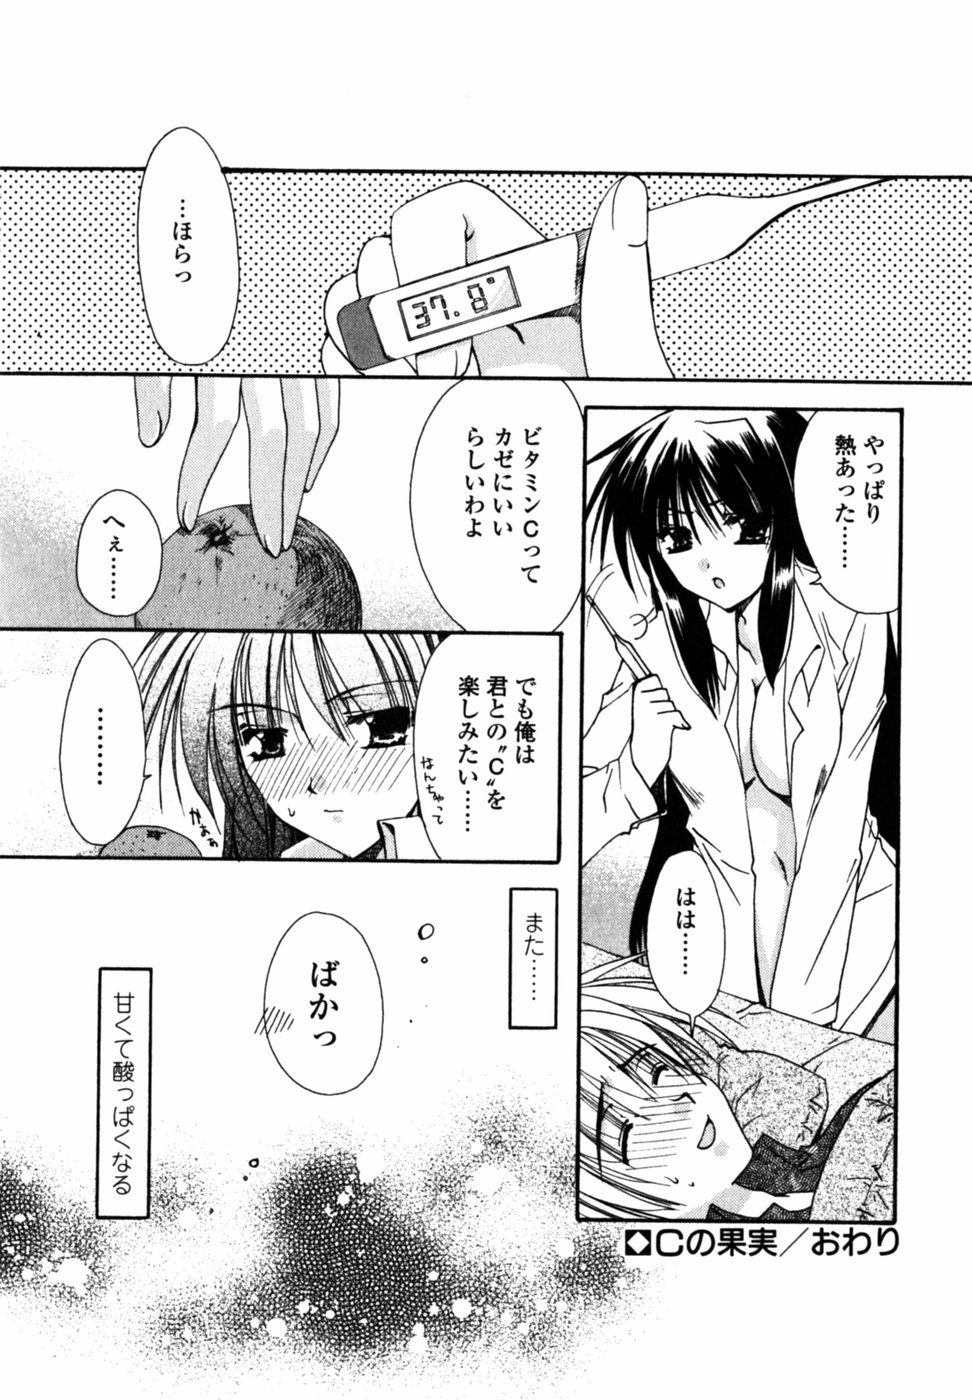 …ほらっ
37.8°
やっぱり
熱あった……
はは……
ビタミンCって
カゼにいい
らしいわよ
へぇ……
でも俺は
君との"C"を
楽しみたい……
なんちゃって
かぁぁ
………
また……
ばかっ
甘くて酸っぱくなる
◆Cの果実／おわり